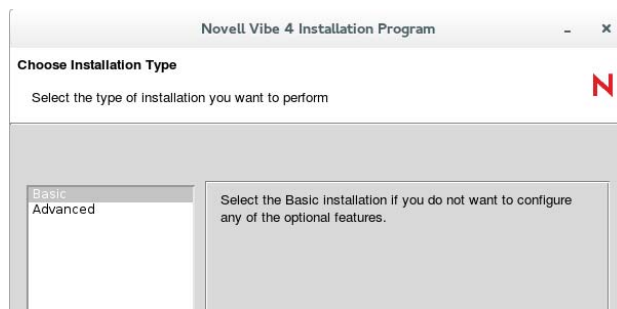 Novell Vibe 4 Installation Program
Choose Installation Type
Select the type of installation you want to perform
N
Basic
Advanced
Select the Basic installation if you do not want to configure
any of the optional features.